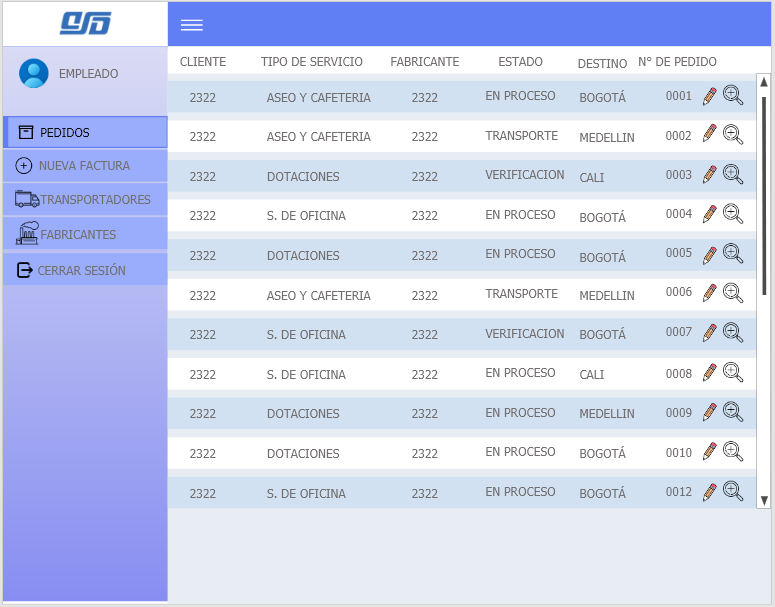 EMPLEADO
PEDIDOS
NUEVA FACTURA
TRANSPORTADORES
FABRICANTES
CERRAR SESIÓN
CLIENTE TIPO DE SERVICIO FABRICANTE ESTADO DESTINO N° DE PEDIDO
2322 ASEO Y CAFETERIA 2322 EN PROCESO BOGOTÁ 0001
2322 ASEO Y CAFETERIA 2322 TRANSPORTE MEDELLIN 0002
2322 DOTACIONES 2322 VERIFICACION CALI 0003
2322 S. DE OFICINA 2322 EN PROCESO BOGOTÁ 0004
2322 DOTACIONES 2322 EN PROCESO BOGOTÁ 0005
2322 ASEO Y CAFETERIA 2322 TRANSPORTE MEDELLIN 0006
2322 S. DE OFICINA 2322 VERIFICACION BOGOTÁ 0007
2322 S. DE OFICINA 2322 EN PROCESO CALI 0008
2322 DOTACIONES 2322 EN PROCESO MEDELLIN 0009
2322 DOTACIONES 2322 EN PROCESO BOGOTÁ 0010
2322 S. DE OFICINA 2322 EN PROCESO BOGOTÁ 0012